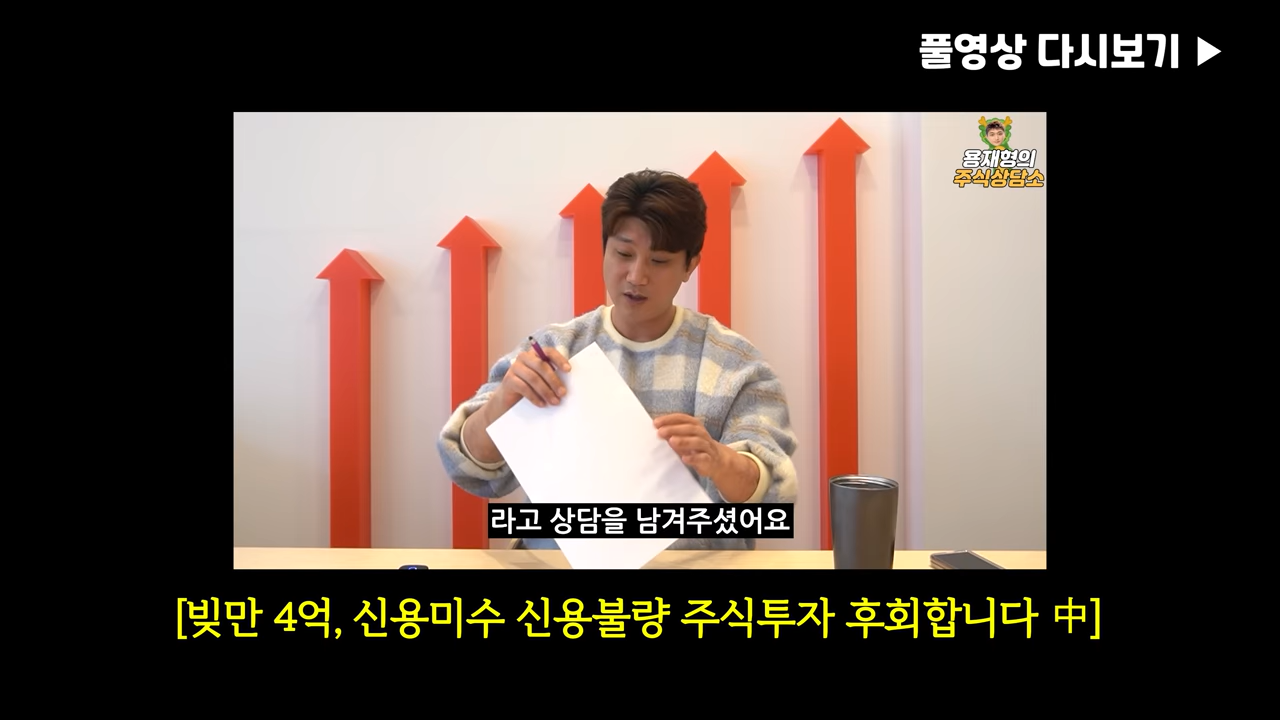 풀영상 다시보기 ▶
용재형의
주식상담소
라고 상담을 남겨주셨어요
[빚만 4억, 신용미수 신용불량 주식투자 후회합니다 中]